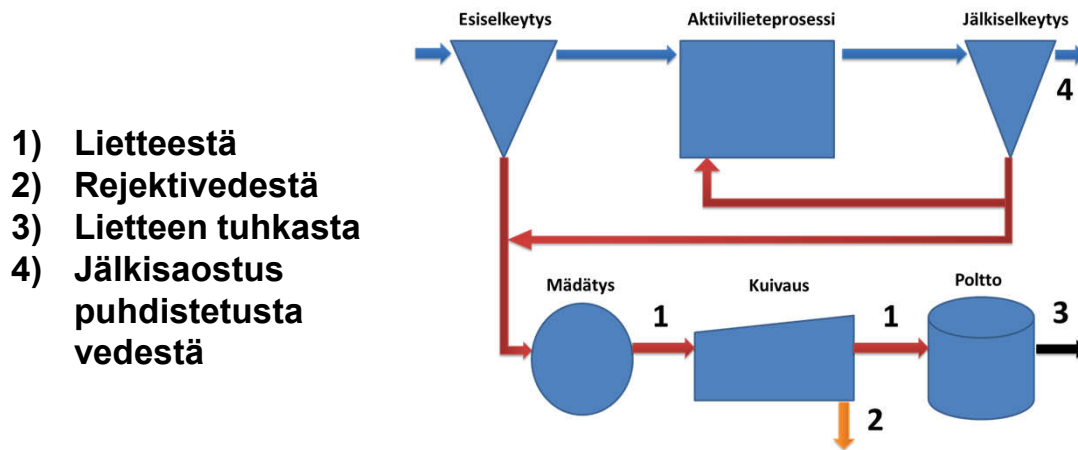 1) Lietteestä
2) Rejektivedestä
3) Lietteen tuhkasta
4) Jälkisaostus
puhdistetusta
vedestä
Esiselkeytys
Aktiivilieteprosessi
Jälkiselkeytys
4
Mädätys
Kuivaus
Poltto
1
1
3
2